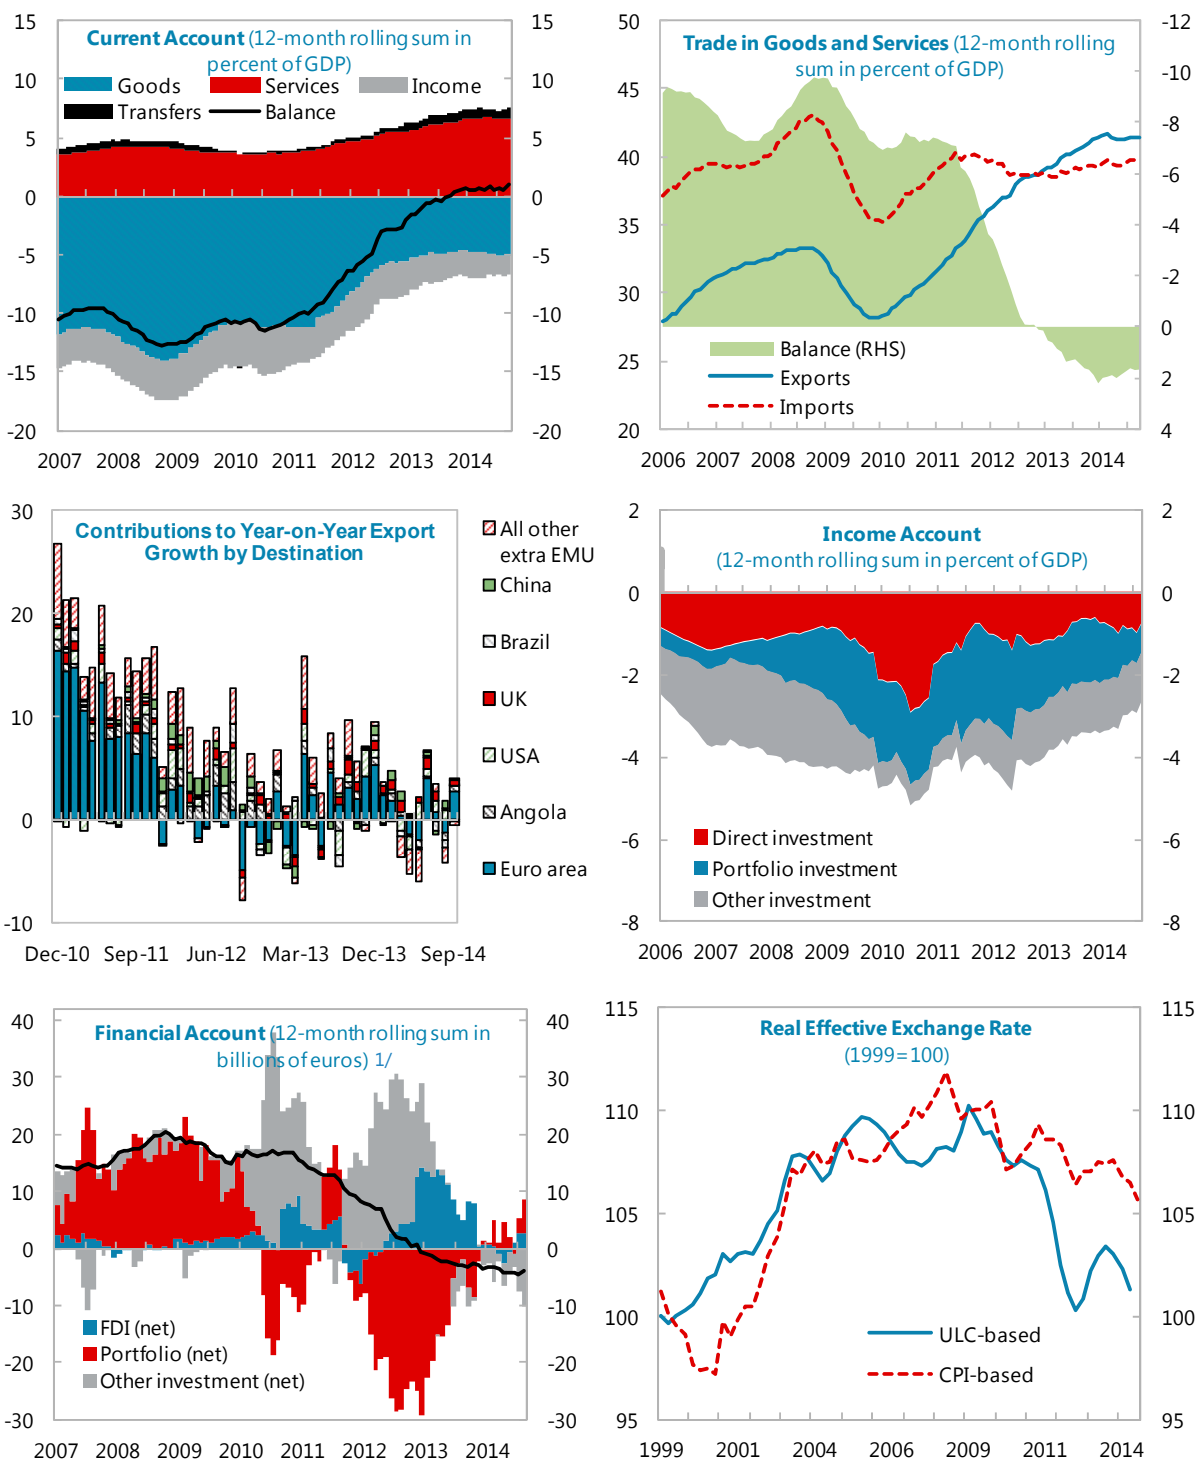 Current Account (12-month rolling sum in
percent of GDP)
Goods
Services
Income
Transfers
Balance
15
10
5
0
-5
-10
-15
-20
15
10
5
0
-5
-10
-15
-20
2007 2008 2009 2010 2011 2012 2013 2014
Trade in Goods and Services (12-month rolling
sum in percent of GDP)
50
45
40
35
30
25
20
-12
-10
-8
-6
-4
-2
0
2
4
Balance (RHS)
Exports
Imports
2006 2007 2008 2009 2010 2011 2012 2013 2014
Contributions to Year-on-Year Export
Growth by Destination
30
20
10
0
-10
All other
extra EMU
China
Brazil
UK
USA
Angola
Euro area
Dec-10 Sep-11 Jun-12 Mar-13 Dec-13 Sep-14
Income Account
(12-month rolling sum in percent of GDP)
2
0
-2
-4
-6
-8
2
0
-2
-4
-6
-8
Direct investment
Portfolio investment
Other investment
2006 2007 2008 2009 2010 2011 2012 2013 2014
Financial Account (12-month rolling sum in
billions of euros) 1/
40
30
20
10
0
-10
-20
-30
40
30
20
10
0
-10
-20
-30
FDI (net)
Portfolio (net)
Other investment (net)
2007 2008 2009 2010 2011 2012 2013 2014
Real Effective Exchange Rate
(1999=100)
115
110
105
100
95
115
110
105
100
95
ULC-based
CPI-based
1999 2001 2004 2006 2009 2011 2014